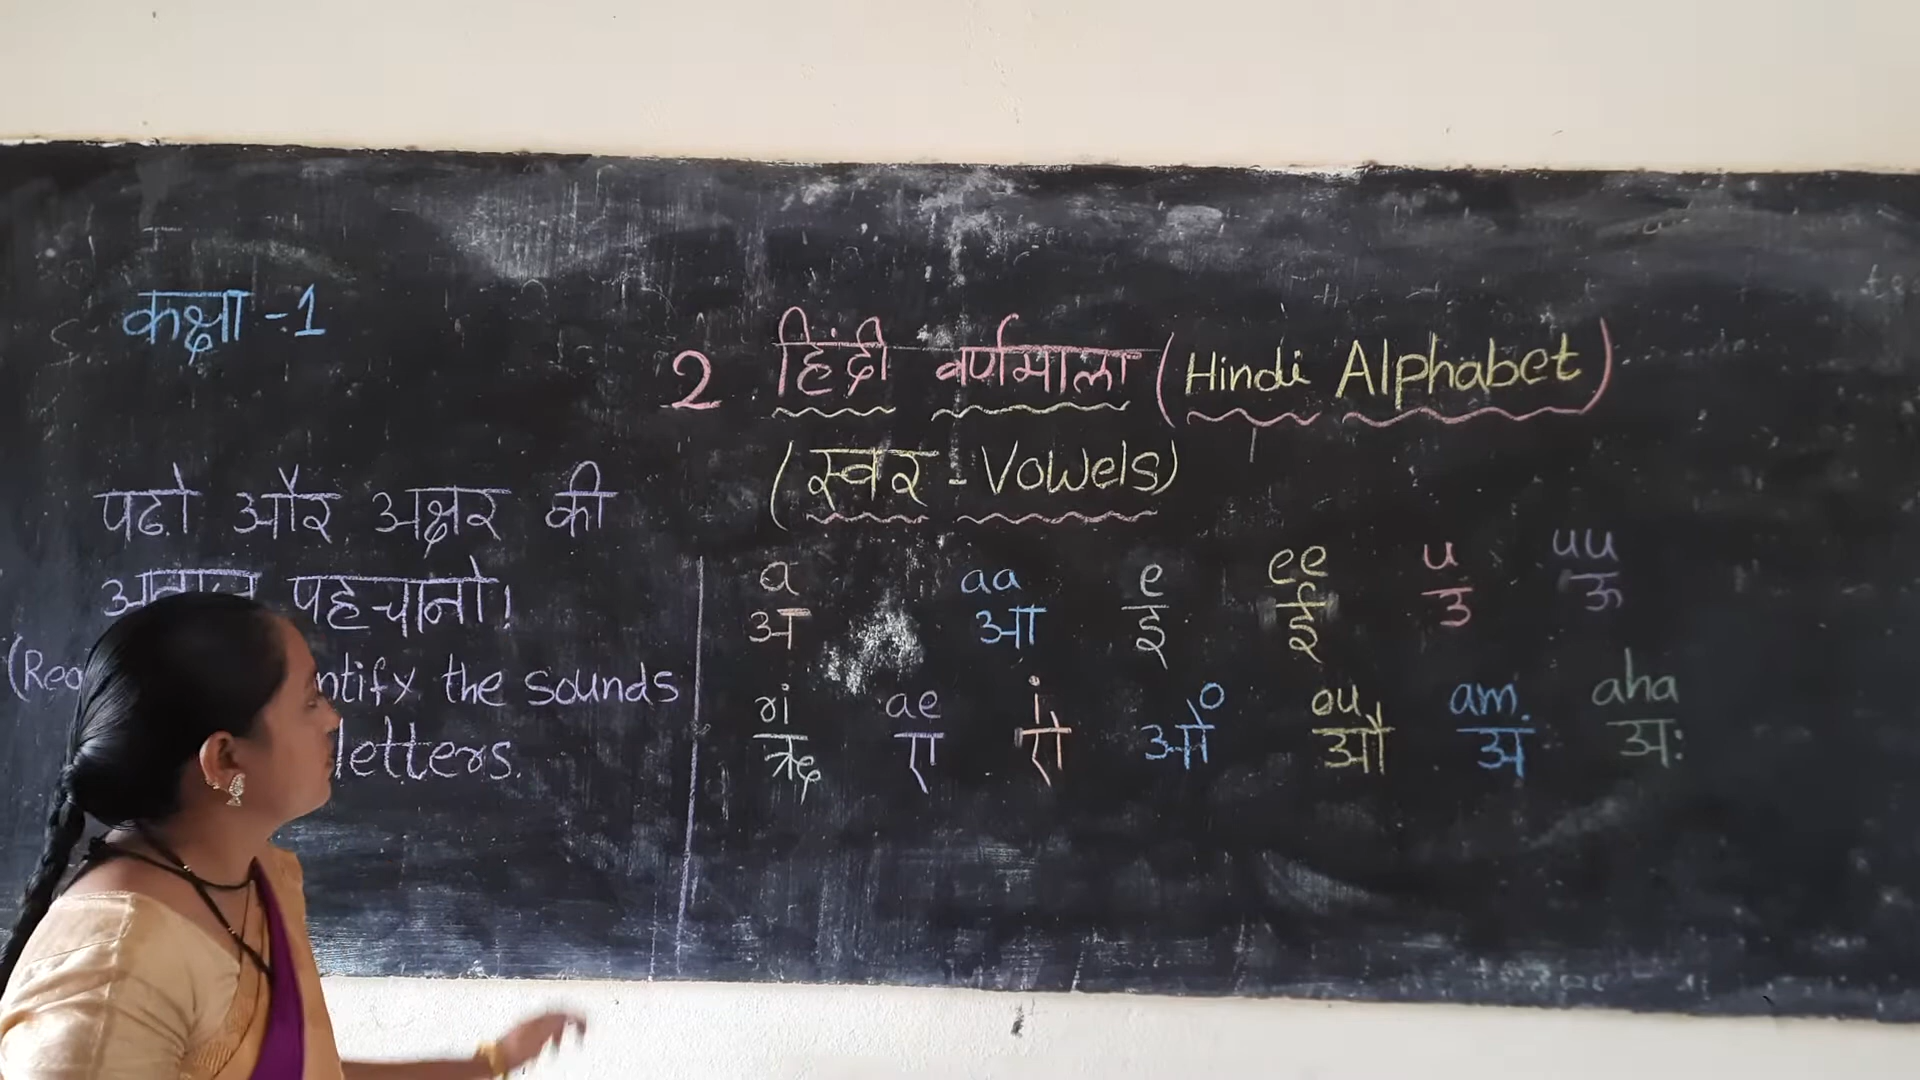 कक्षा -1
2 हिंदी वर्णमाला (Hindi Alphabet)
(स्वर - Vowels)
पढो और अक्षर की
पहचानो!
the sounds
letters.
a aa e ee u uu
अ आ इ ई उ ऊ
ri ae i o ou am aha
ऋ ए ऐ ओ औ अं अः